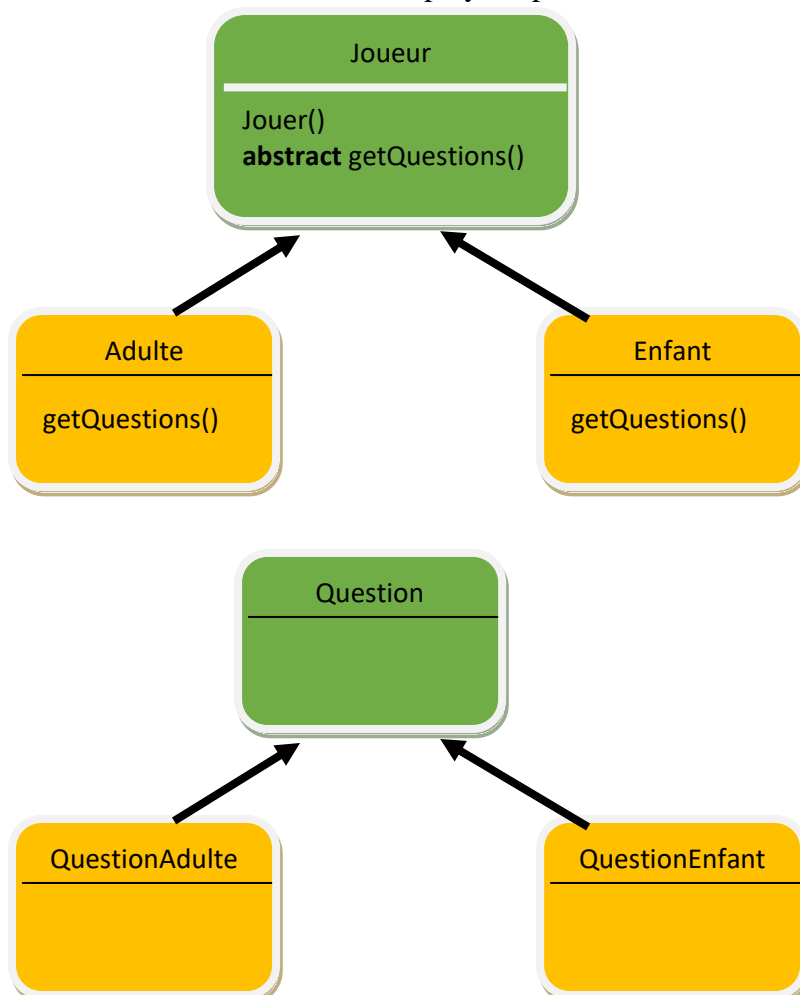 Joueur
Jouer()
abstract getQuestions()
Adulte
Enfant
getQuestions()
getQuestions()
Question
QuestionAdulte
QuestionEnfant